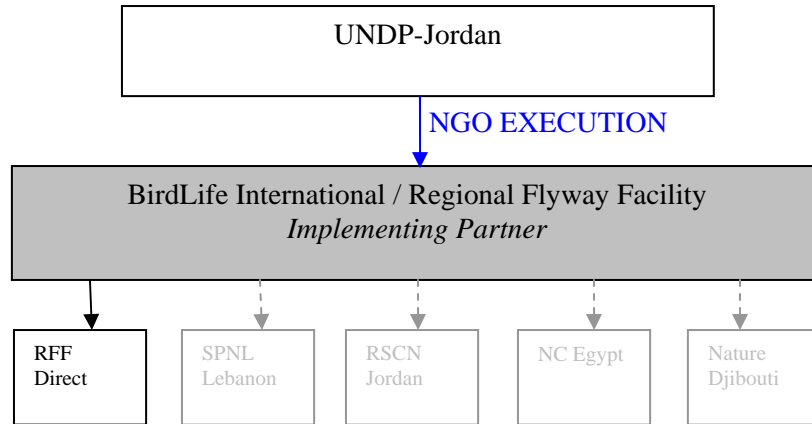 UNDP-Jordan
NGO EXECUTION
BirdLife International / Regional Flyway Facility
Implementing Partner
RFF
Direct
SPNL
Lebanon
RSCN
Jordan
NC Egypt
Nature
Djibouti